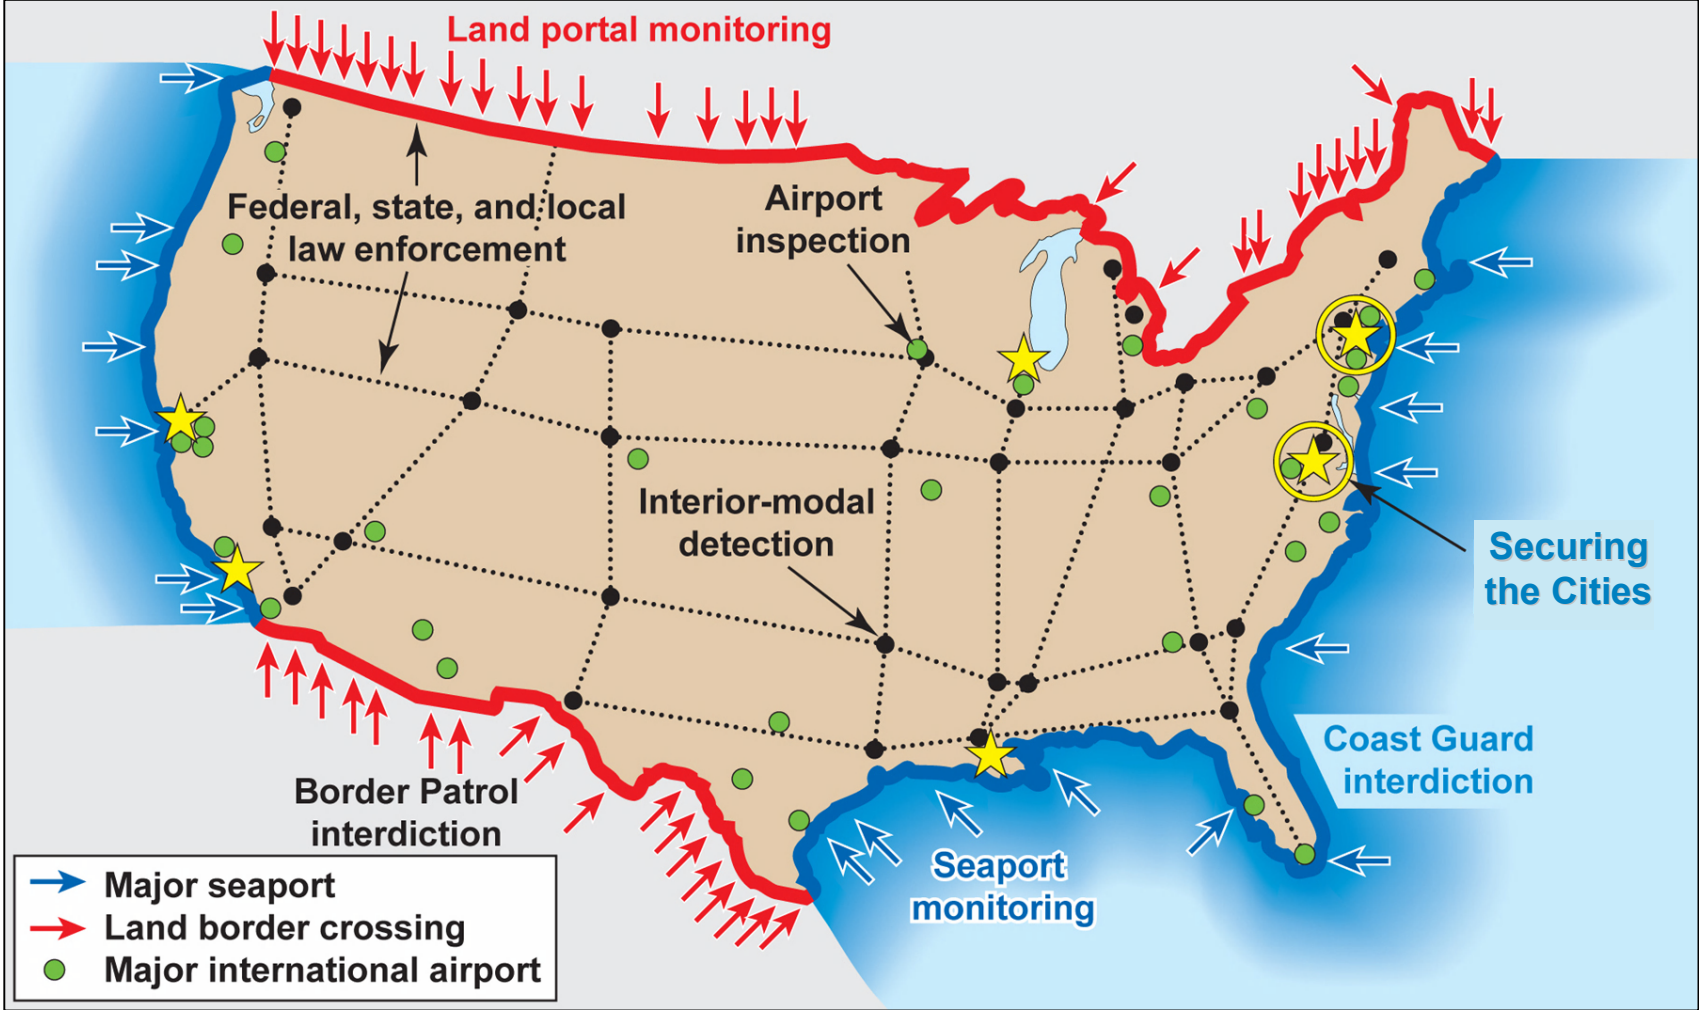 Land portal monitoring
Federal, state, and local
law enforcement
Airport
inspection
Interior-modal
detection
Securing
the Cities
Coast Guard
interdiction
Border Patrol
interdiction
Seaport
monitoring
Major seaport
Land border crossing
Major international airport